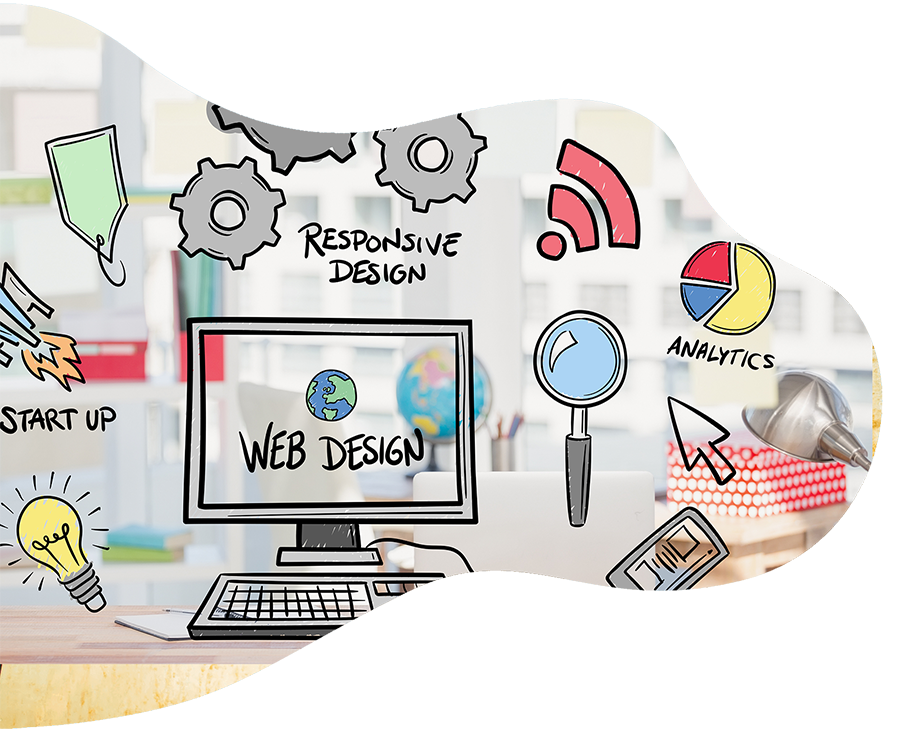 RESPONSIVE
DESIGN
ANALYTICS
START UP
WEB DESIGN